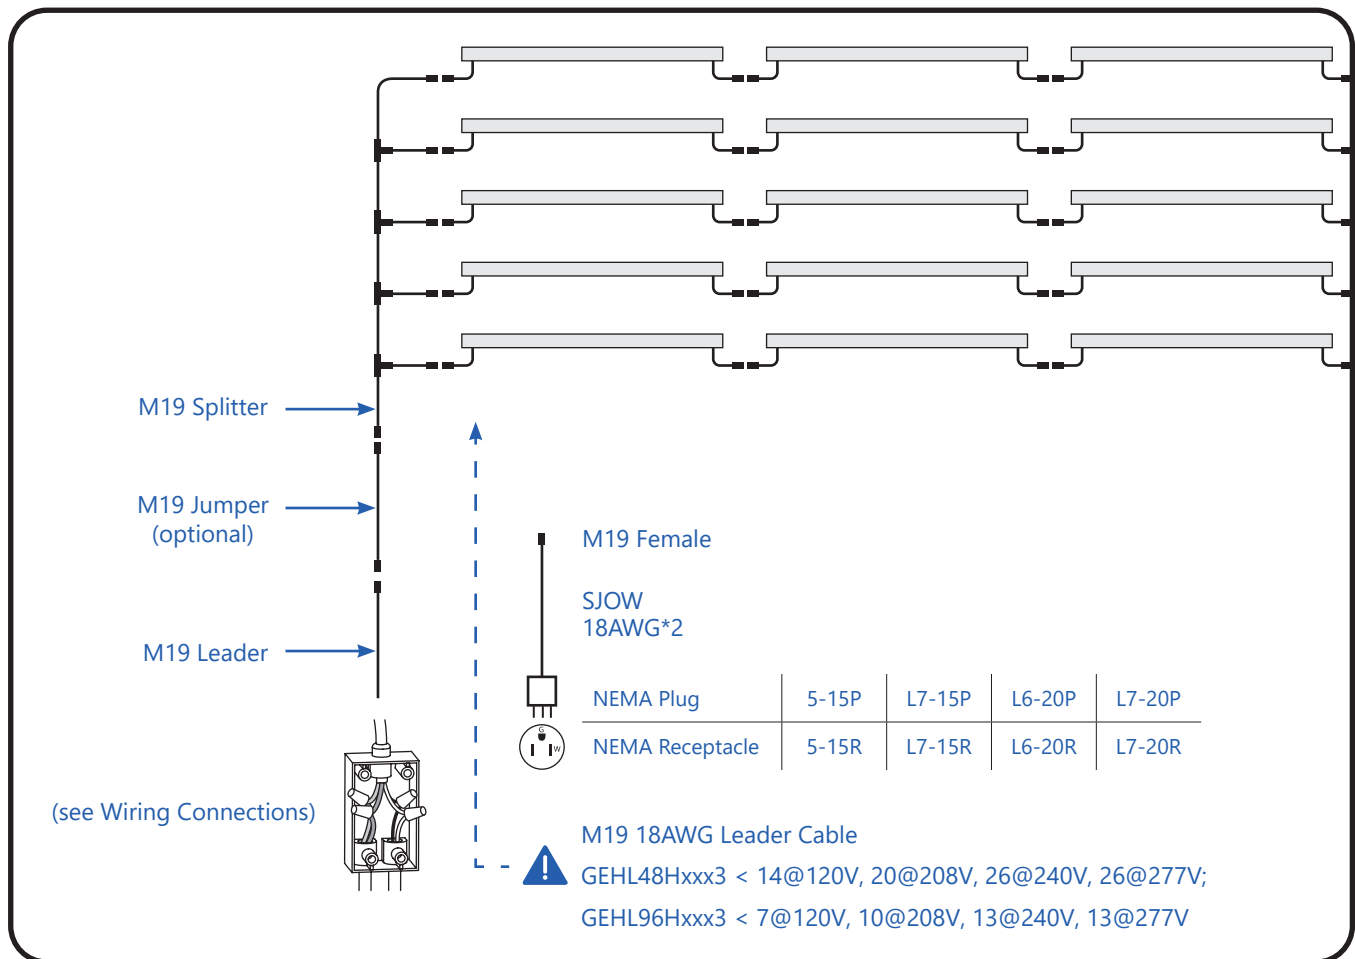 M19 Splitter
M19 Jumper
(optional)
M19 Leader
(see Wiring Connections)
M19 Female
SJOW
18AWG*2
NEMA Plug 5-15P L7-15P L6-20P L7-20P
G
W
NEMA Receptacle 5-15R L7-15R L6-20R L7-20R
M19 18AWG Leader Cable
GEHL48Hxxx3 < 14@120V, 20@208V, 26@240V, 26@277V;
GEHL96Hxxx3 < 7@120V, 10@208V, 13@240V, 13@277V